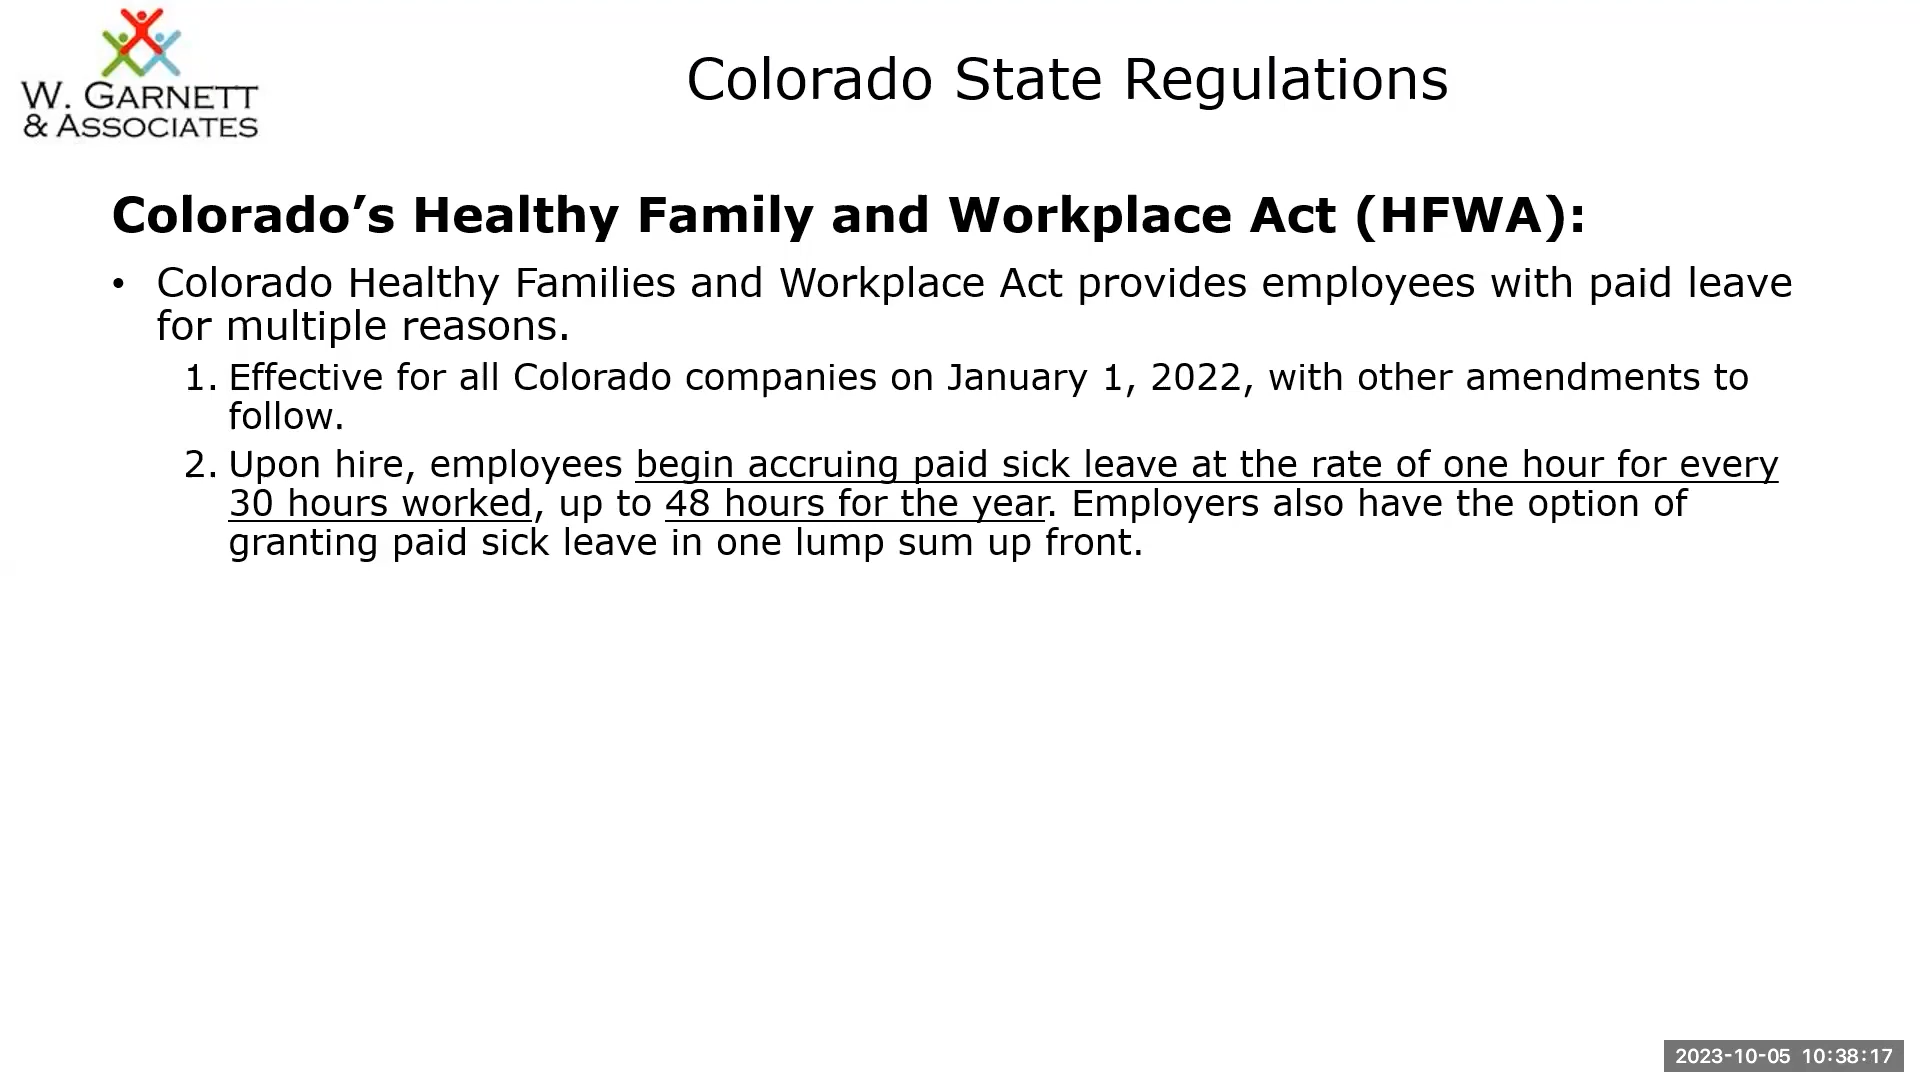 W. GARNETT
& ASSOCIATES
Colorado State Regulations
Colorado’s Healthy Family and Workplace Act (HFWA):
• Colorado Healthy Families and Workplace Act provides employees with paid leave
for multiple reasons.
1. Effective for all Colorado companies on January 1, 2022, with other amendments to
follow.
2. Upon hire, employees begin accruing paid sick leave at the rate of one hour for every
30 hours worked, up to 48 hours for the year. Employers also have the option of
granting paid sick leave in one lump sum up front.
2023-10-05 10:38:17